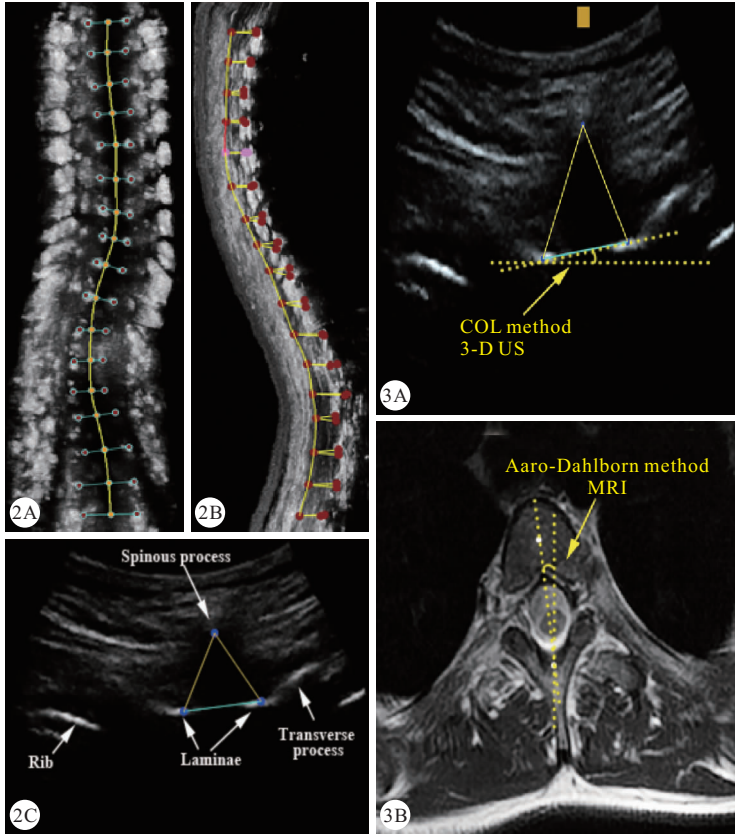 2A
2B
Spinous process
Transverse
process
Rib
Laminae
2C
COL method
3-D US
3A
Aaro-Dahlborn method
MRI
3B